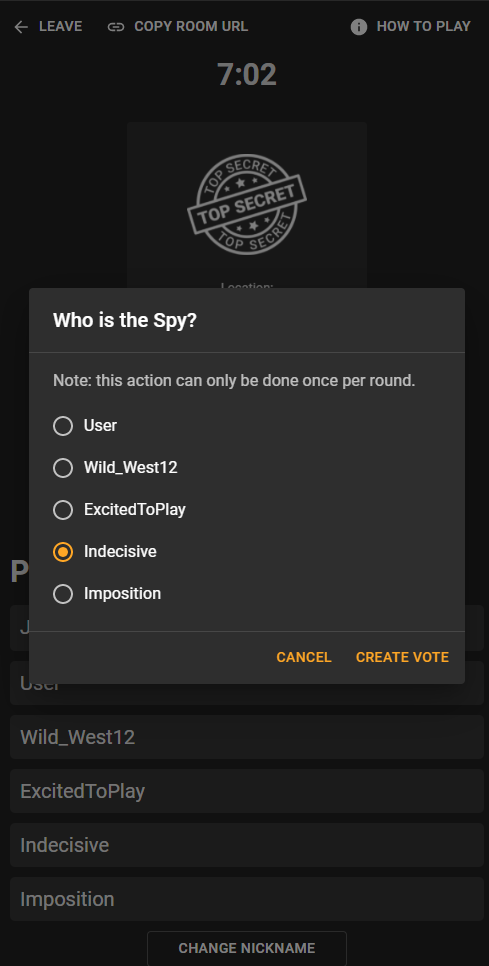 LEAVE
COPY ROOM URL
HOW TO PLAY
7:02
TOP SECRET
TOP SECRET
TOP SECRET
Location:
Who is the Spy?
Note: this action can only be done once per round.
User
Wild_West12
ExcitedToPlay
Indecisive
Imposition
CANCEL
CREATE VOTE
P
J
User
Wild_West12
ExcitedToPlay
Indecisive
Imposition
CHANGE NICKNAME